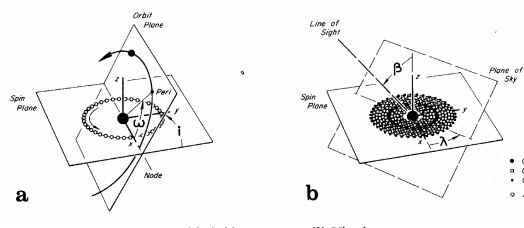 Orbit
Plane
Peri
Spin
Plane
z
y
x
ω
i
Node
a
Line of
Sight
β
z
Plane of
Sky
Spin
Plane
y
x
λ
b